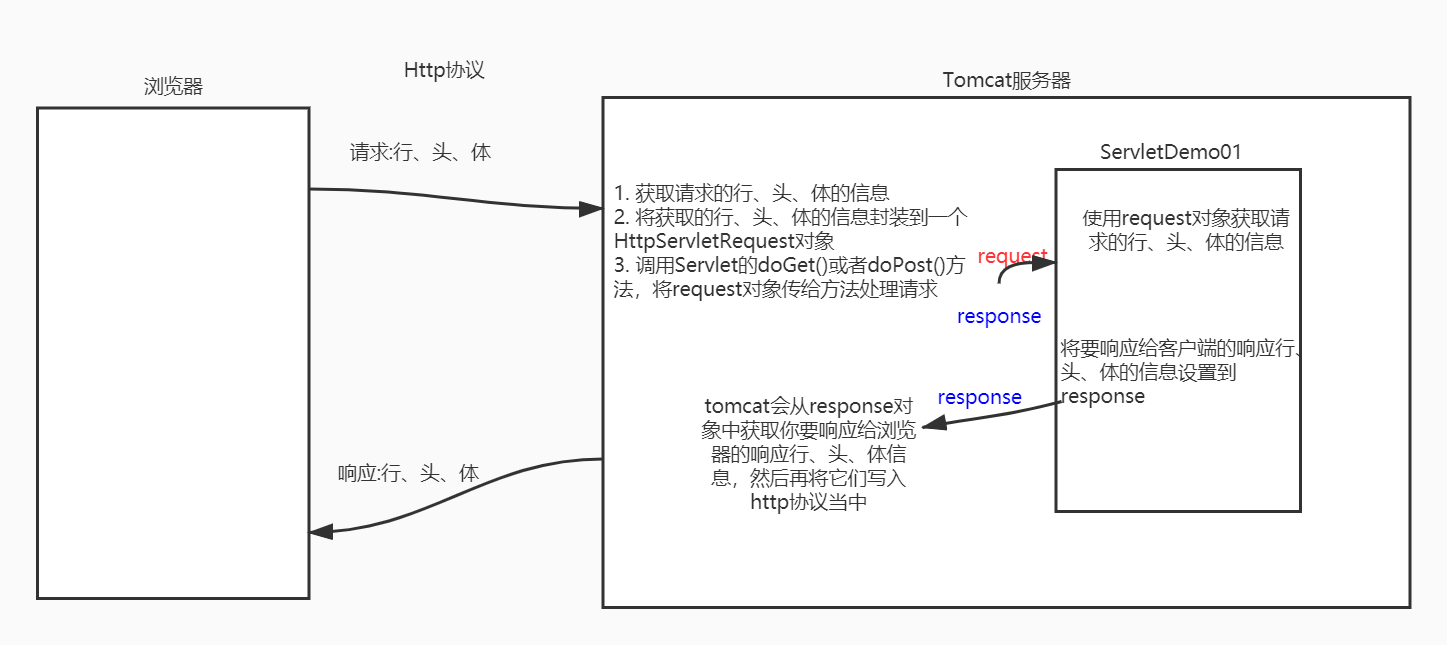 Http协议
浏览器
Tomcat服务器
请求:行、头、体
ServletDemo01
1. 获取请求的行、头、体的信息
2. 将获取的行、头、体的信息封装到一个
HttpServletRequest对象
3. 调用Servlet的doGet()或者doPost()方
法，将request对象传给方法处理请求
request
response
使用request对象获取请
求的行、头、体的信息
将要响应给客户端的响应行、
头、体的信息设置到
response
response
tomcat会从response对
象中获取你要响应给浏览
器的响应行、头、体信
息，然后再将它们写入
http协议当中
响应:行、头、体